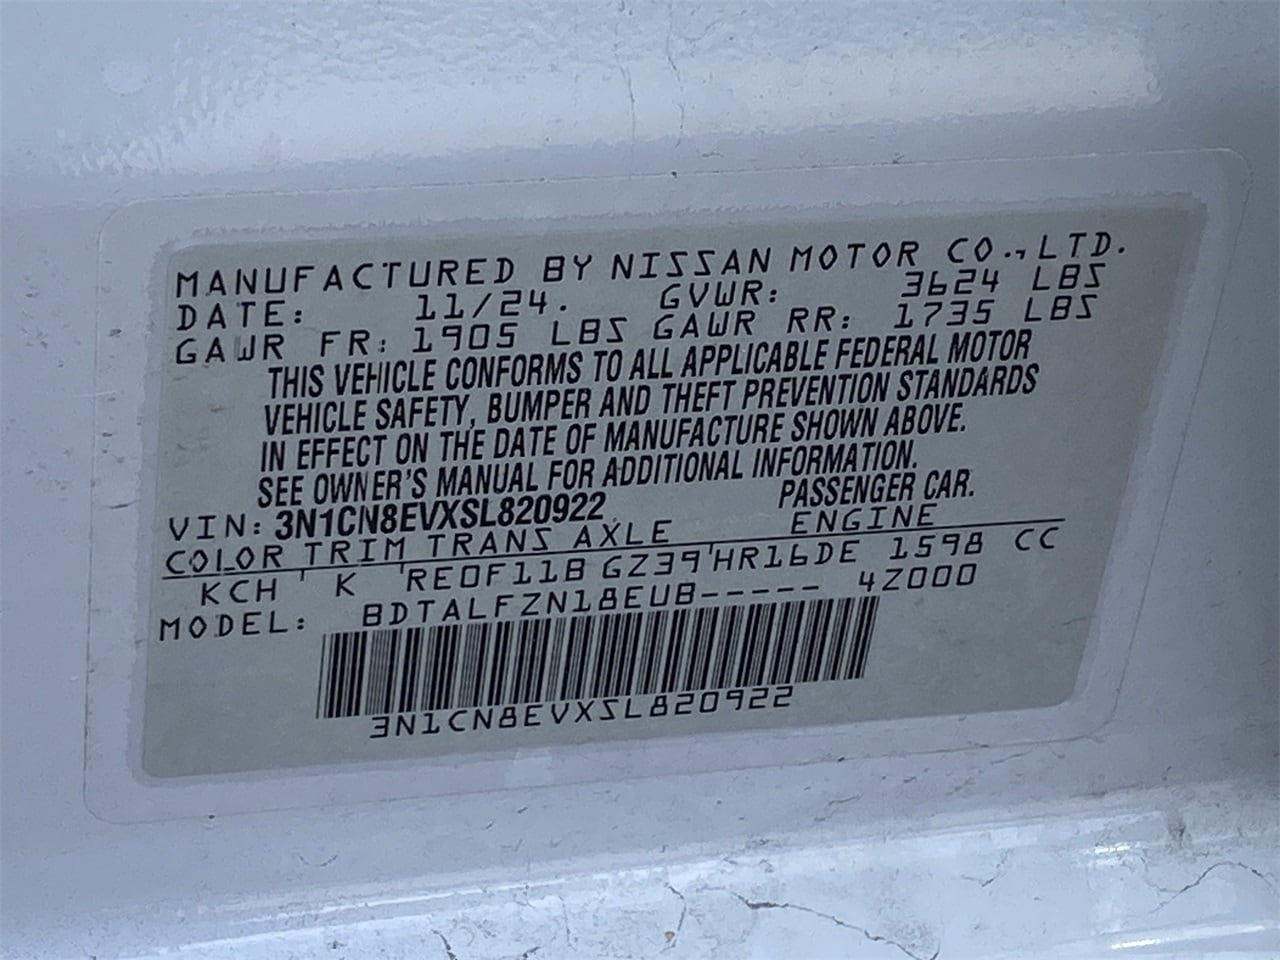 MANUFACTURED BY NISSAN MOTOR CO.,LTD.
DATE: 11/24. GVWR: 3624 LBS
GAWR FR: 1905 LBS GAWR RR: 1735 LBS
THIS VEHICLE CONFORMS TO ALL APPLICABLE FEDERAL MOTOR
VEHICLE SAFETY, BUMPER AND THEFT PREVENTION STANDARDS
IN EFFECT ON THE DATE OF MANUFACTURE SHOWN ABOVE.
SEE OWNER'S MANUAL FOR ADDITIONAL INFORMATION.
VIN: 3N1CN8EVXSL820922 PASSENGER CAR.
COLOR TRIM TRANS AXLE ENGINE
KCH K RE0F11B GZ39 HR16DE 1598 CC
MODEL: BDTALFZN18EUB----- 4Z000
3N1CN8EVXSL820922